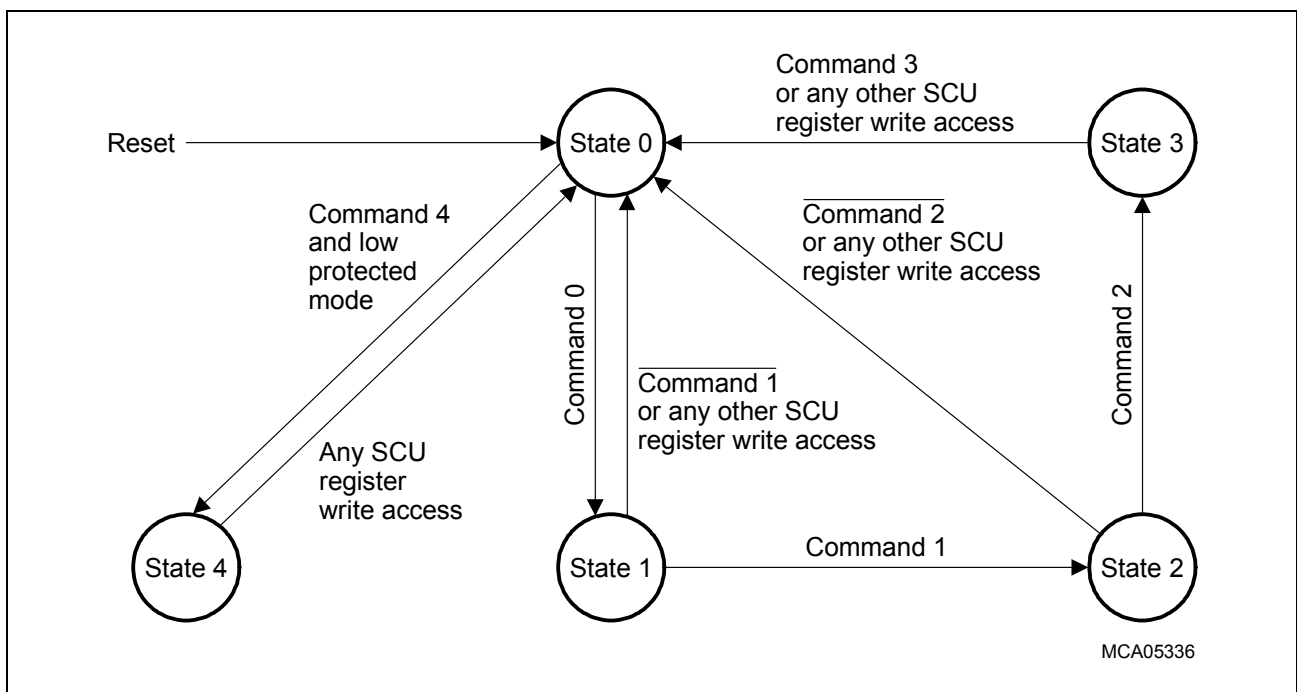 Command 3
or any other SCU
register write access
Reset
State 0
State 3
Command 4
and low
protected
mode
Command 2
or any other SCU
register write access
Command 0
Command 2
Command 1
or any other SCU
register write access
Any SCU
register
write access
State 4
State 1
Command 1
State 2
MCA05336